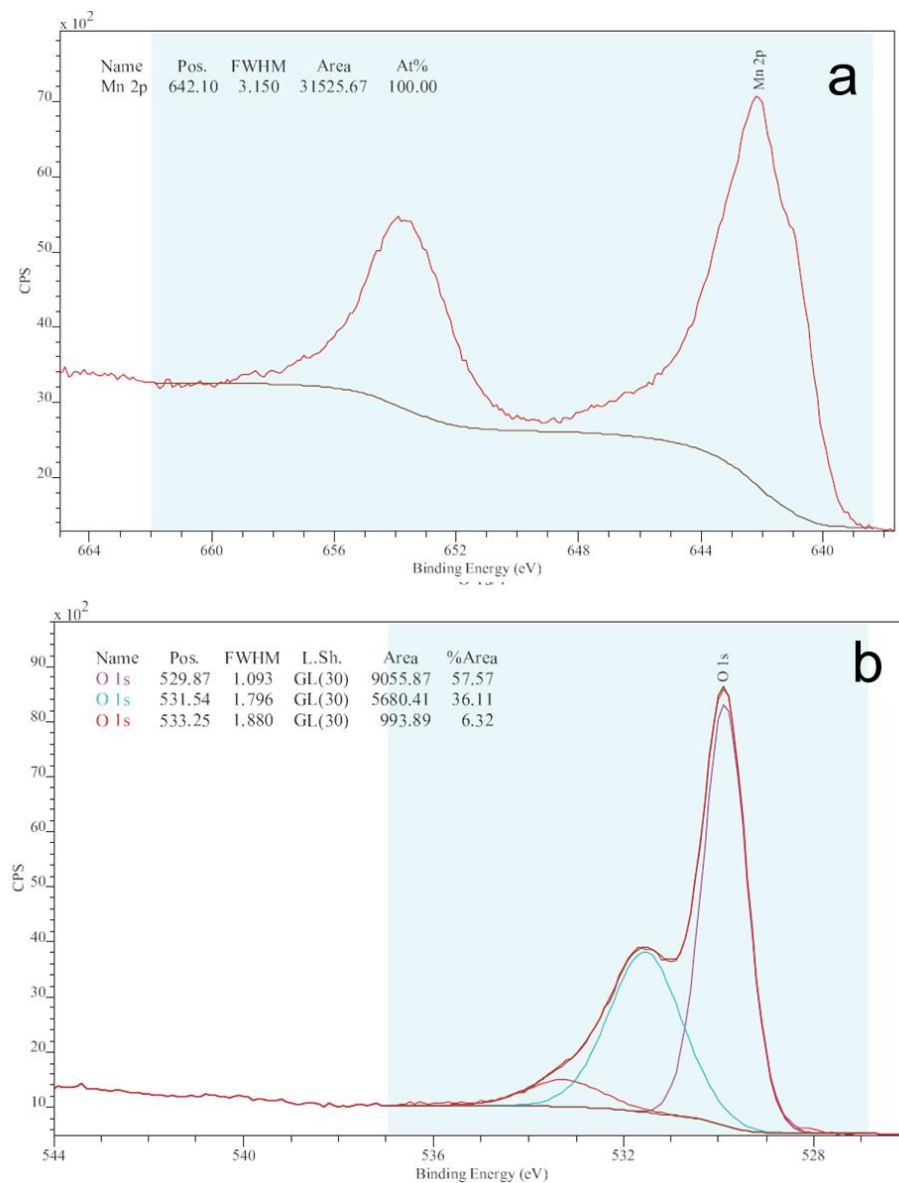 x 10²
Name Pos. FWHM Area At%
Mn 2p 642.10 3.150 31525.67 100.00
Mn 2p
a
70
60
50
40
30
20
CPS
664 660 656 652 648 644 640
Binding Energy (eV)
x 10²
Name Pos. FWHM L.Sh. Area %Area
O 1s 529.87 1.093 GL(30) 9055.87 57.57
O 1s 531.54 1.796 GL(30) 5680.41 36.11
O 1s 533.25 1.880 GL(30) 993.89 6.32
O 1s
b
90
80
70
60
50
40
30
20
10
CPS
544 540 536 532 528
Binding Energy (eV)